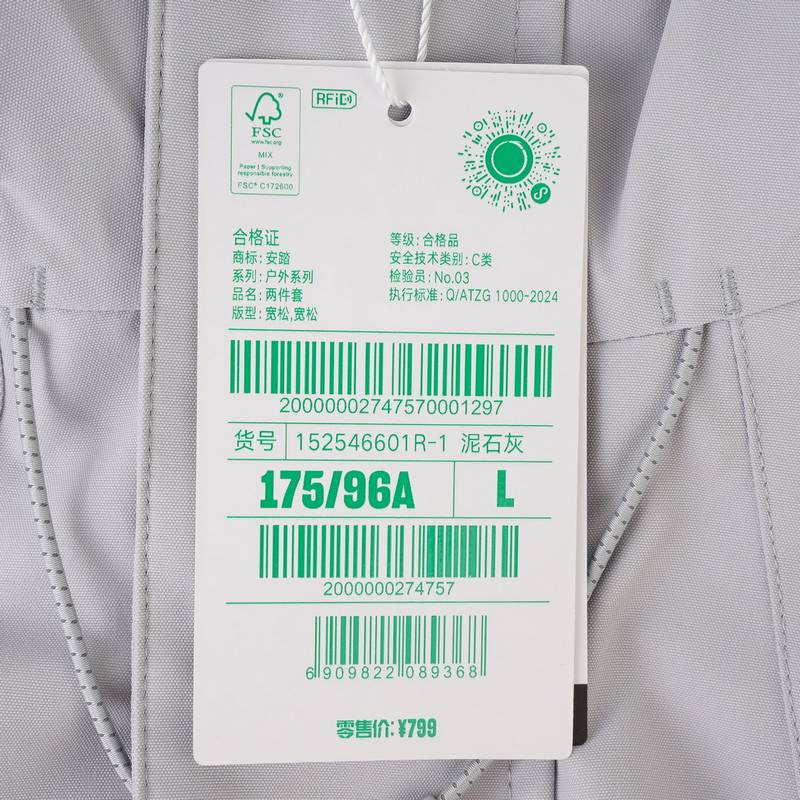 RFID
FSC
www.fsc.org
MIX
Paper | Supporting
responsible forestry
FSC® C172600
合格证
商标: 安踏
系列: 户外系列
品名: 两件套
版型: 宽松,宽松
等级: 合格品
安全技术类别: C类
检验员: No.03
执行标准: Q/ATZG 1000-2024
20000002747570001297
货号 152546601R-1 泥石灰
175/96A L
2000000274757
6 909822 089368
零售价: ¥799